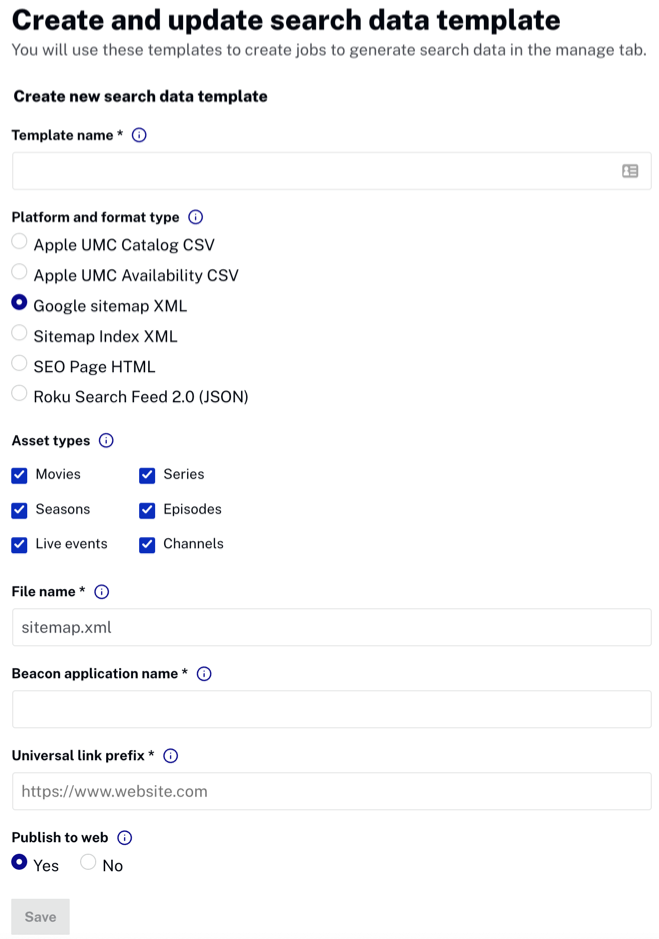 Create and update search data template
You will use these templates to create jobs to generate search data in the manage tab.
Create new search data template
Template name *
Platform and format type
Apple UMC Catalog CSV
Apple UMC Availability CSV
Google sitemap XML
Sitemap Index XML
SEO Page HTML
Roku Search Feed 2.0 (JSON)
Asset types
Movies Series
Seasons Episodes
Live events Channels
File name *
sitemap.xml
Beacon application name *
Universal link prefix *
https://www.website.com
Publish to web
Yes No
Save